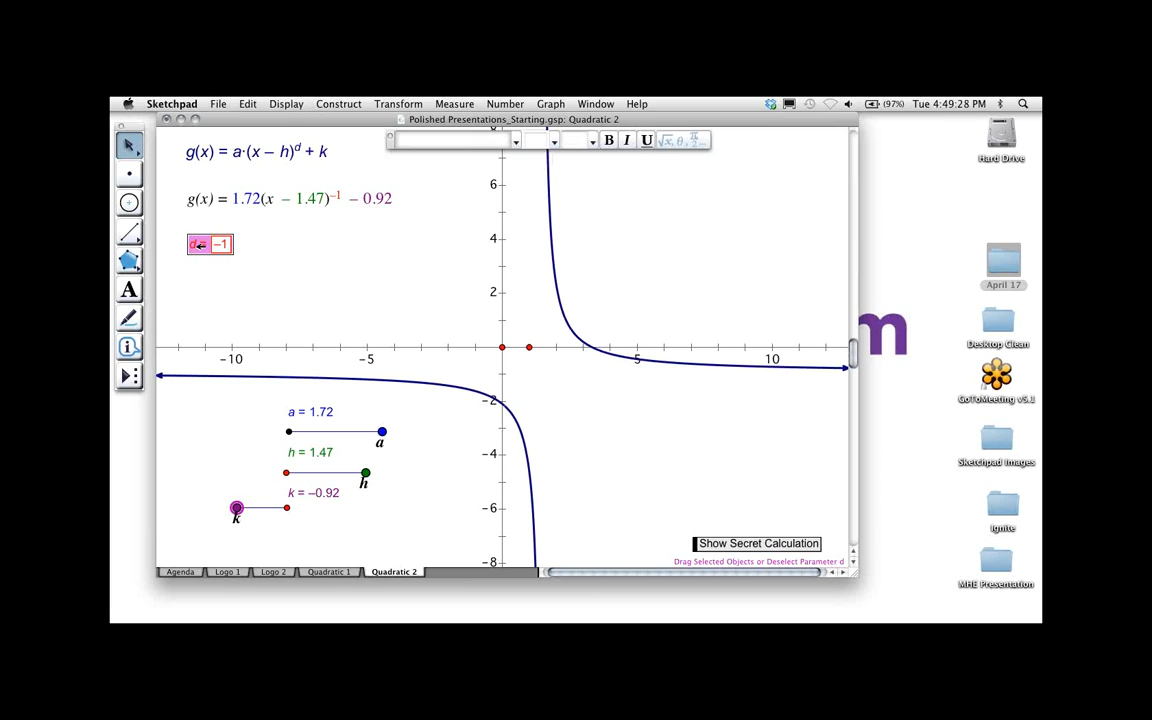 Sketchpad File Edit Display Construct Transform Measure Number Graph Window Help (97%) Tue 4:49:28 PM
Polished Presentations_Starting.gsp: Quadratic 2
B I U
g(x) = a·(x – h)^d + k
g(x) = 1.72(x – 1.47)^–1 – 0.92
d = –1
8
6
4
2
-10 -5 5 10
-2
-4
-6
-8
a = 1.72
a
h = 1.47
h
k = –0.92
k
Show Secret Calculation
Drag Selected Objects or Deselect Parameter d
Agenda Logo 1 Logo 2 Quadratic 1 Quadratic 2
Hard Drive
April 17
Desktop Clean
GoToMeeting v5.1
Sketchpad Images
ignite
MHE Presentation
m